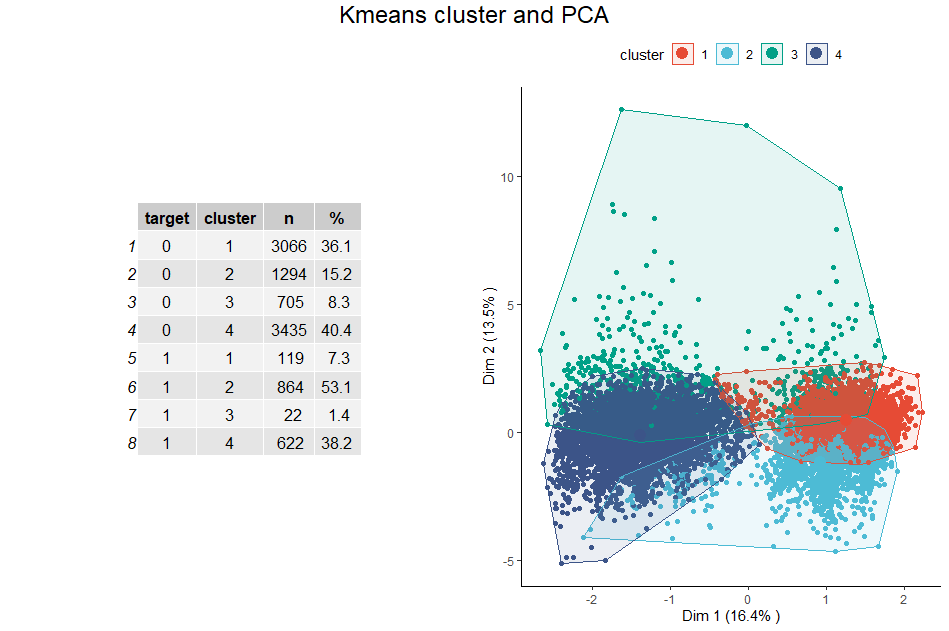 Kmeans cluster and PCA
target cluster n %
1 0 1 3066 36.1
2 0 2 1294 15.2
3 0 3 705 8.3
4 0 4 3435 40.4
5 1 1 119 7.3
6 1 2 864 53.1
7 1 3 22 1.4
8 1 4 622 38.2
cluster 1 2 3 4
Dim 2 (13.5% )
10
5
0
-5
-2 -1 0 1 2
Dim 1 (16.4% )